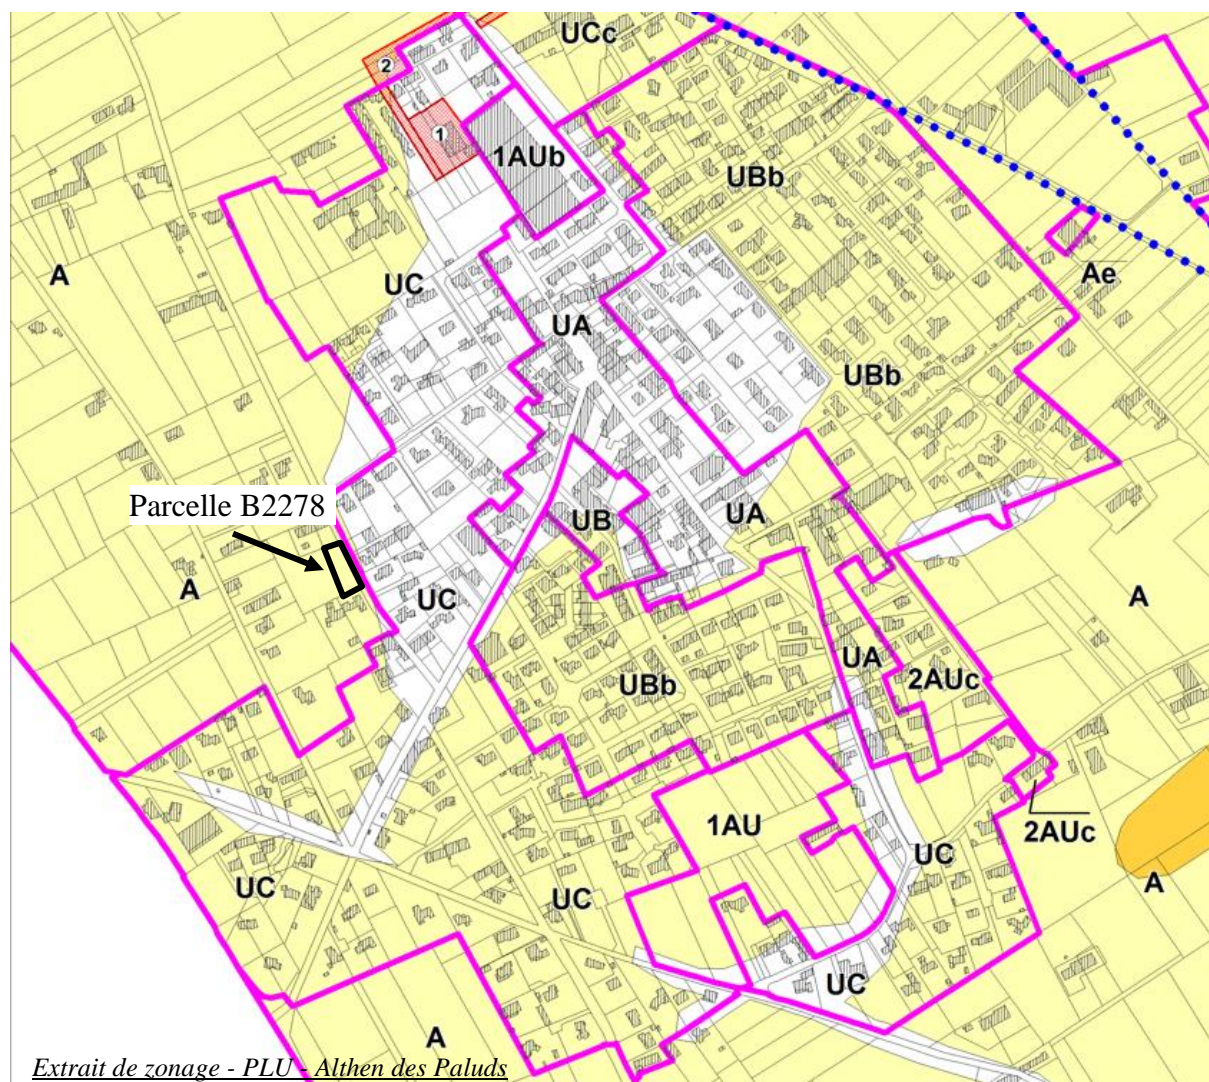 UCc
2
1
1AUb
UBb
A
UC
Ae
UA
UBb
Parcelle B2278
UB
UA
A
UC
A
UA
UBb
2AUc
1AU
2AUc
UC
UC
UC
A
UC
A
Extrait de zonage - PLU - Althen des Paluds